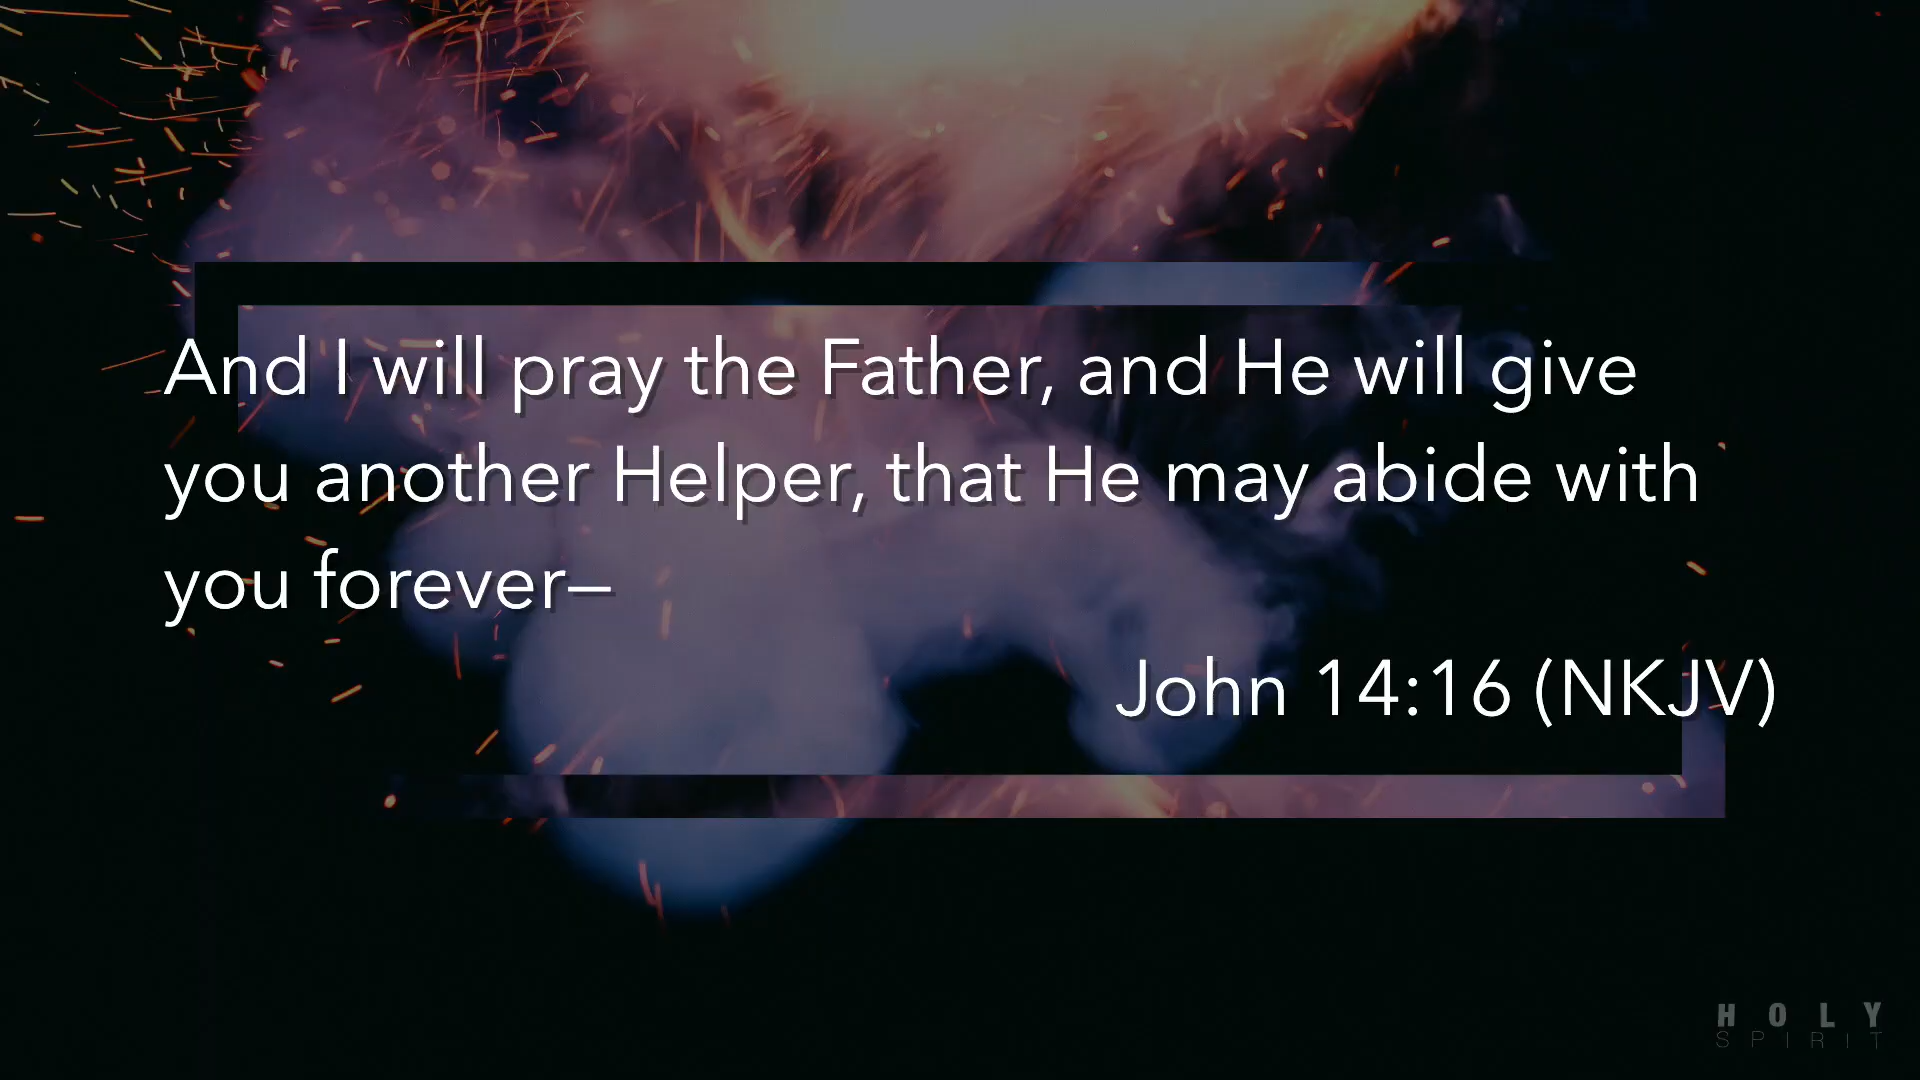 And I will pray the Father, and He will give
you another Helper, that He may abide with
you forever—
John 14:16 (NKJV)
HOLY
SPIRIT